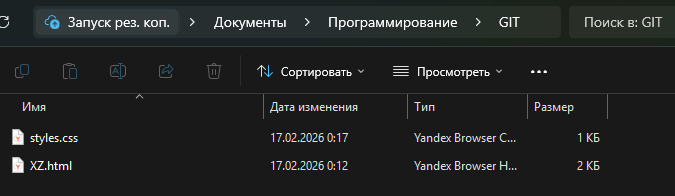 Запуск рез. коп. > Документы > Программирование > GIT Поиск в: GIT
Сортировать Просмотреть •••
Имя Дата изменения Тип Размер
styles.css 17.02.2026 0:17 Yandex Browser C... 1 КБ
XZ.html 17.02.2026 0:12 Yandex Browser H... 2 КБ